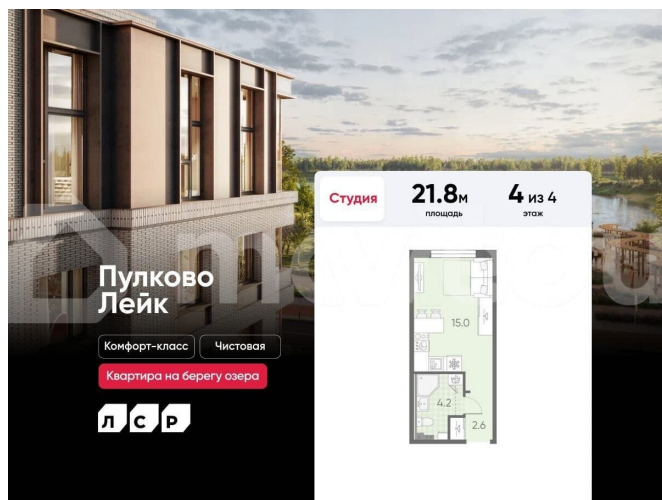 Студия
21.8м
площадь
4 из 4
этаж
Пулково
Лейк
Комфорт-класс
Чистовая
Квартира на берегу озера
ЛСР
15.0
4.2
2.6